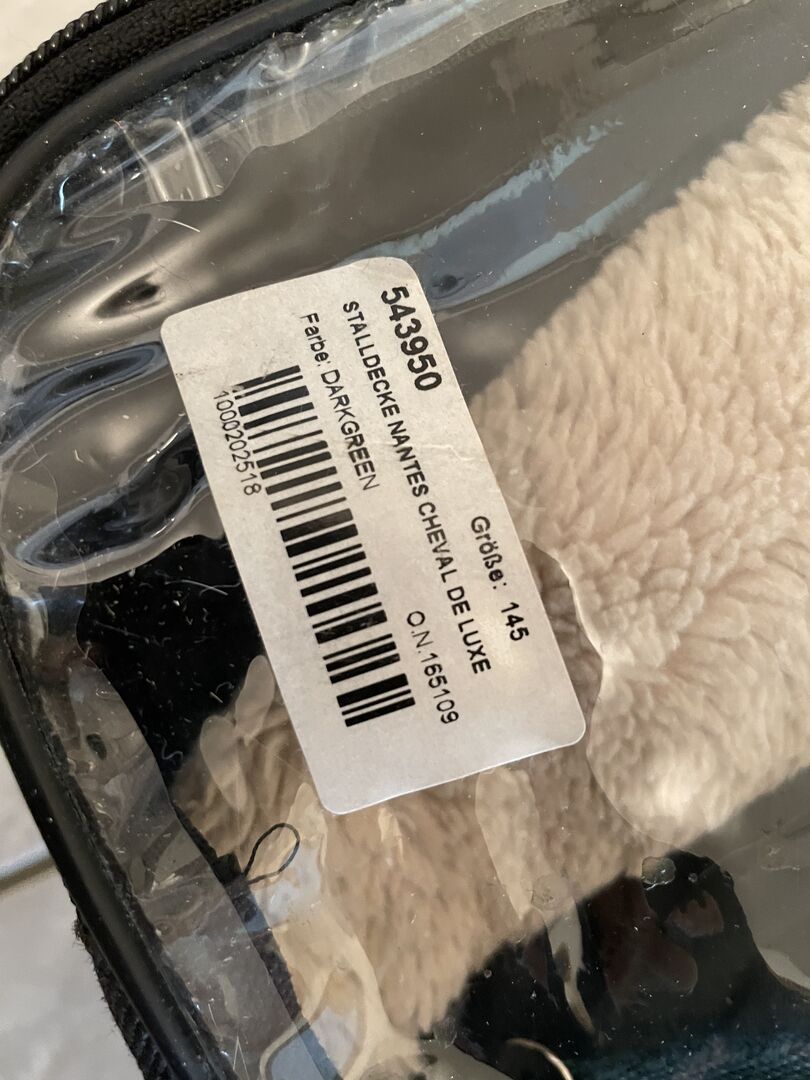 543950
STALLDECKE NANTES CHEVAL DE LUXE
Farbe: DARKGREEN
Größe: 145
O.N.165109
1000202518